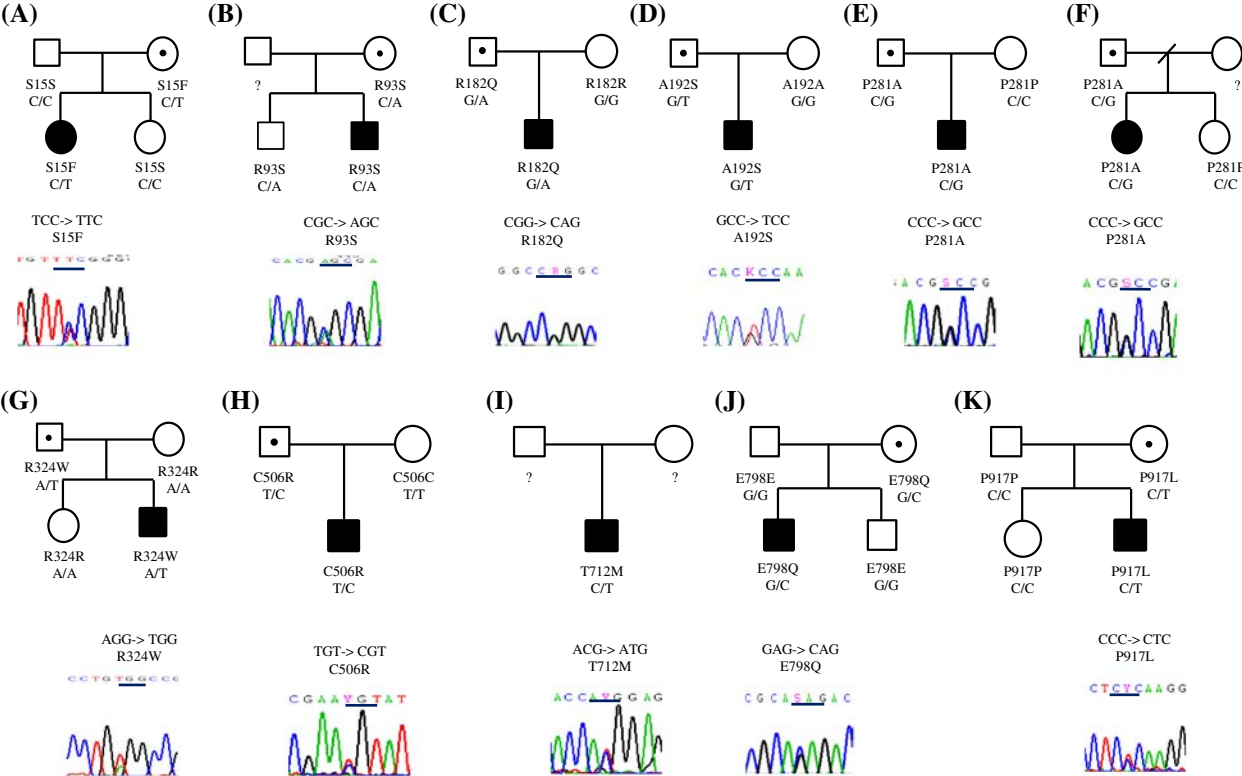 (A)
S15S
C/C
S15F
C/T
S15F
C/T
S15S
C/C
TCC-> TTC
S15F
(B)
?
R93S
C/A
R93S
C/A
R93S
C/A
CGC-> AGC
R93S
C A C G A G C G A
(C)
R182Q
G/A
R182R
G/G
R182Q
G/A
CGG-> CAG
R182Q
G G C C R G G C
(D)
A192S
G/T
A192A
G/G
A192S
G/T
GCC-> TCC
A192S
C A C K C C A A
(E)
P281A
C/G
P281P
C/C
P281A
C/G
CCC-> GCC
P281A
A C G S C C G
(F)
P281A
C/G
?
P281A
C/G
P281P
C/C
CCC-> GCC
P281A
A C G S C C G
(G)
R324W
A/T
R324R
A/A
R324R
A/A
R324W
A/T
AGG-> TGG
R324W
C C T G T G G C C
(H)
C506R
T/C
C506C
T/T
C506R
T/C
TGT-> CGT
C506R
C G A A Y G T A T
(I)
?
?
T712M
C/T
ACG-> ATG
T712M
A C C A Y G G A G
(J)
E798E
G/G
E798Q
G/C
E798Q
G/C
E798E
G/G
GAG-> CAG
E798Q
C G C A S A G A C
(K)
P917P
C/C
P917L
C/T
P917P
C/C
P917L
C/T
CCC-> CTC
P917L
C T C Y C A A G G